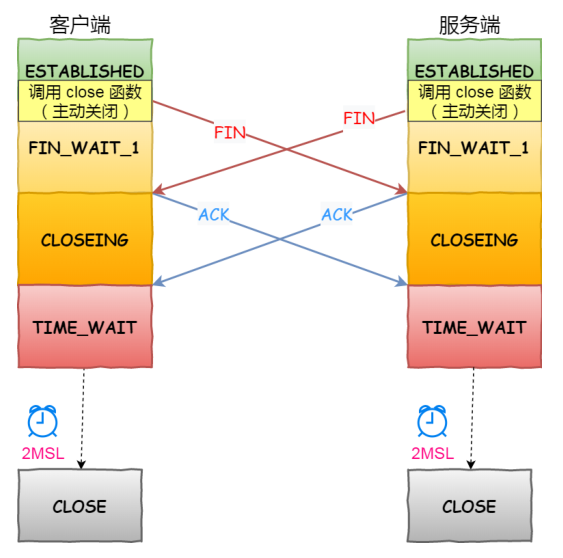 客户端
服务端
ESTABLISHED
调用 close 函数
（主动关闭）
ESTABLISHED
调用 close 函数
（主动关闭）
FIN
FIN
FIN_WAIT_1
FIN_WAIT_1
ACK
ACK
CLOSEING
CLOSEING
TIME_WAIT
TIME_WAIT
2MSL
2MSL
CLOSE
CLOSE